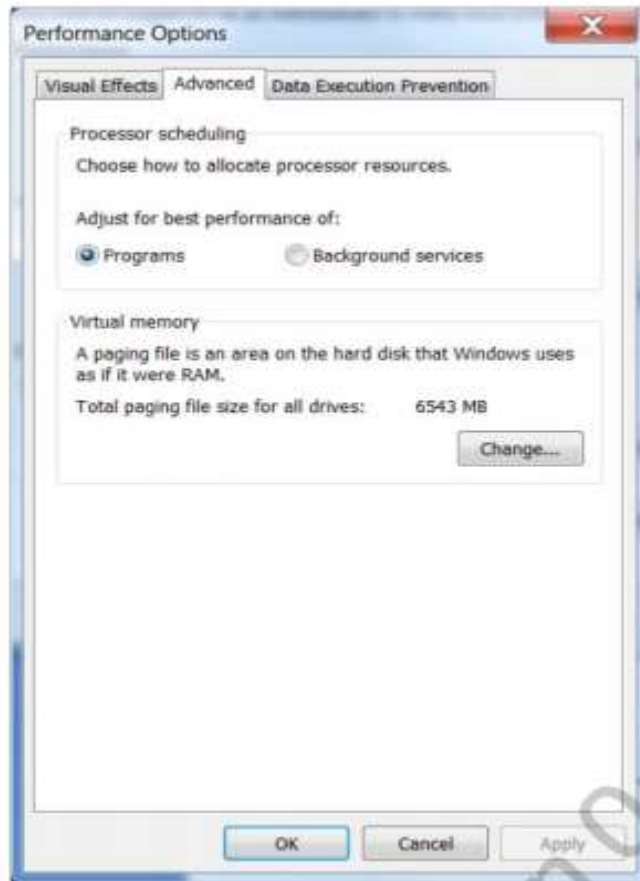 Performance Options
Visual Effects Advanced Data Execution Prevention
Processor scheduling
Choose how to allocate processor resources.
Adjust for best performance of:
Programs Background services
Virtual memory
A paging file is an area on the hard disk that Windows uses
as if it were RAM.
Total paging file size for all drives: 6543 MB
Change...
OK Cancel Apply